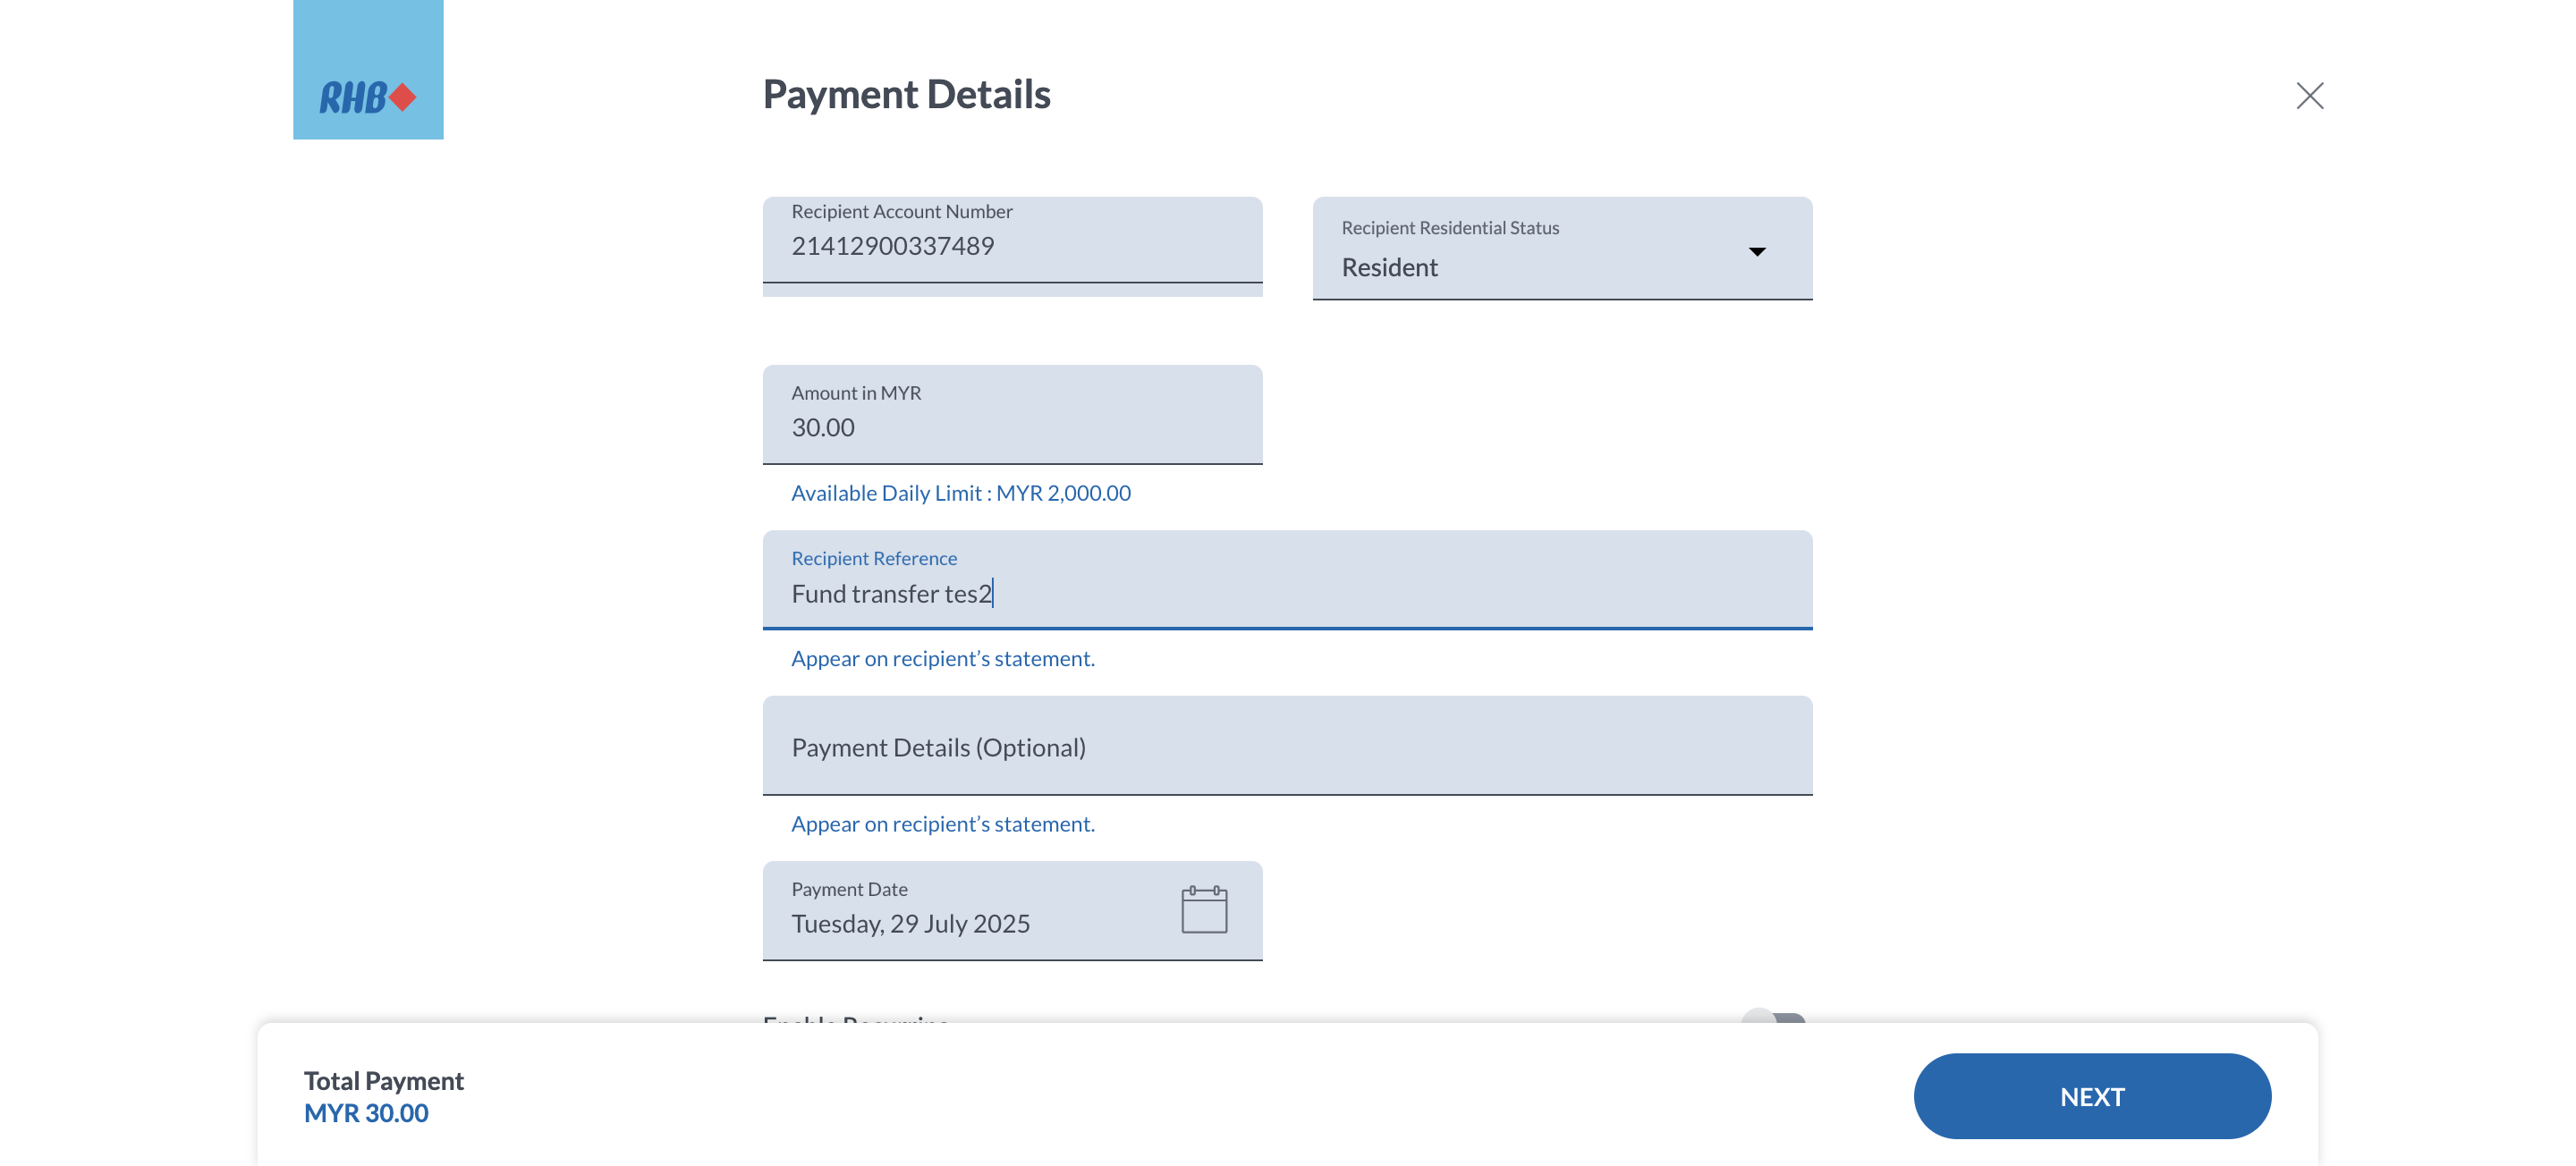 RHB
Payment Details
Recipient Account Number
21412900337489
Recipient Residential Status
Resident
Amount in MYR
30.00
Available Daily Limit : MYR 2,000.00
Recipient Reference
Fund transfer tes2
Appear on recipient’s statement.
Payment Details (Optional)
Appear on recipient’s statement.
Payment Date
Tuesday, 29 July 2025
Enable Recurring
Total Payment
MYR 30.00
NEXT